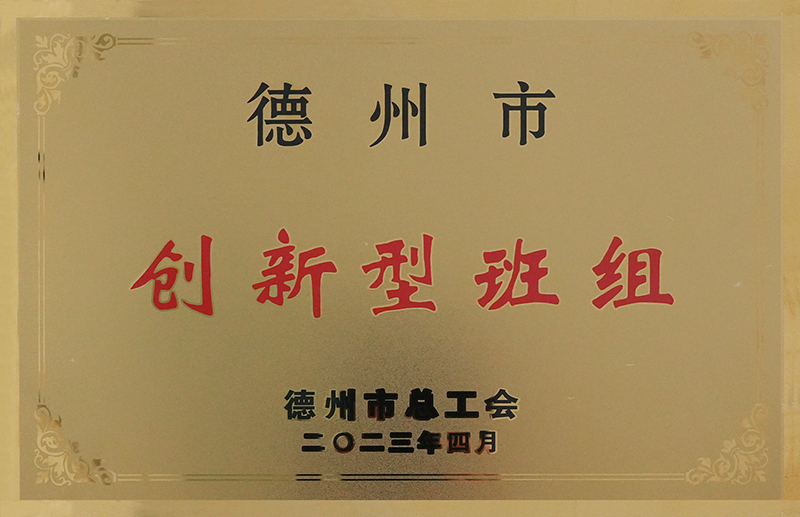 德州市
创新型班组
德州市总工会
二〇二三年四月